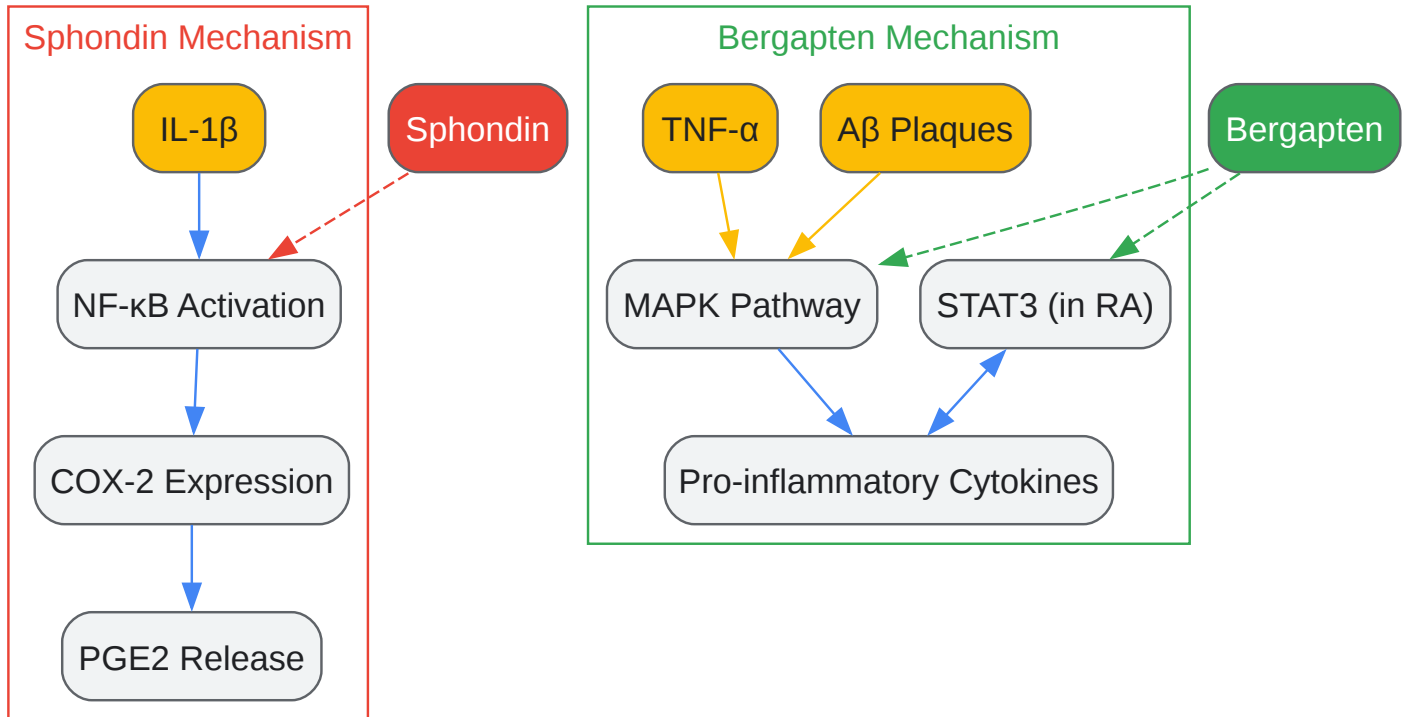 Sphondin Mechanism
IL-1β
Sphondin
NF-κB Activation
COX-2 Expression
PGE2 Release
Bergapten Mechanism
TNF-α
Aβ Plaques
Bergapten
MAPK Pathway
STAT3 (in RA)
Pro-inflammatory Cytokines